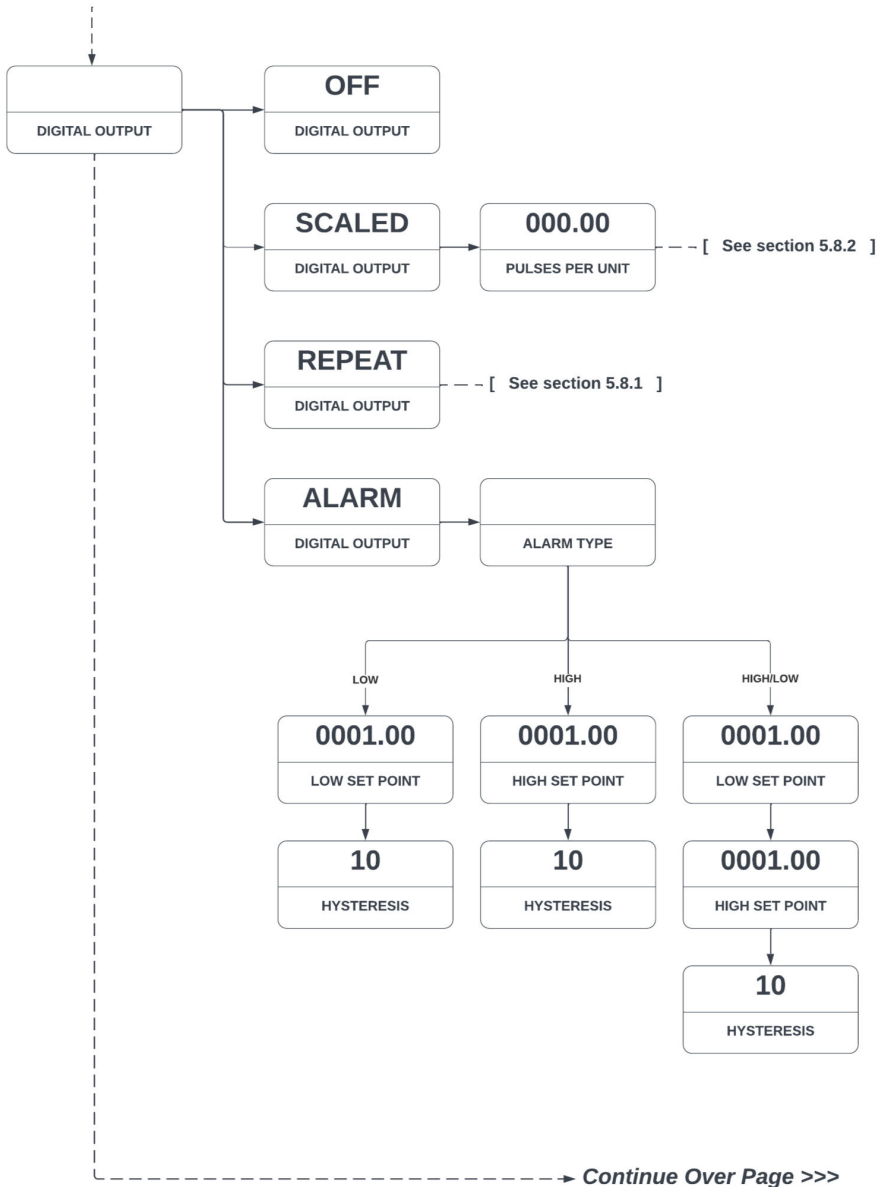 DIGITAL OUTPUT
OFF
DIGITAL OUTPUT
SCALED
DIGITAL OUTPUT
000.00
PULSES PER UNIT
[ See section 5.8.2 ]
REPEAT
DIGITAL OUTPUT
[ See section 5.8.1 ]
ALARM
DIGITAL OUTPUT
ALARM TYPE
LOW
HIGH
HIGH/LOW
0001.00
LOW SET POINT
0001.00
HIGH SET POINT
0001.00
LOW SET POINT
10
HYSTERESIS
10
HYSTERESIS
0001.00
HIGH SET POINT
10
HYSTERESIS
Continue Over Page >>>